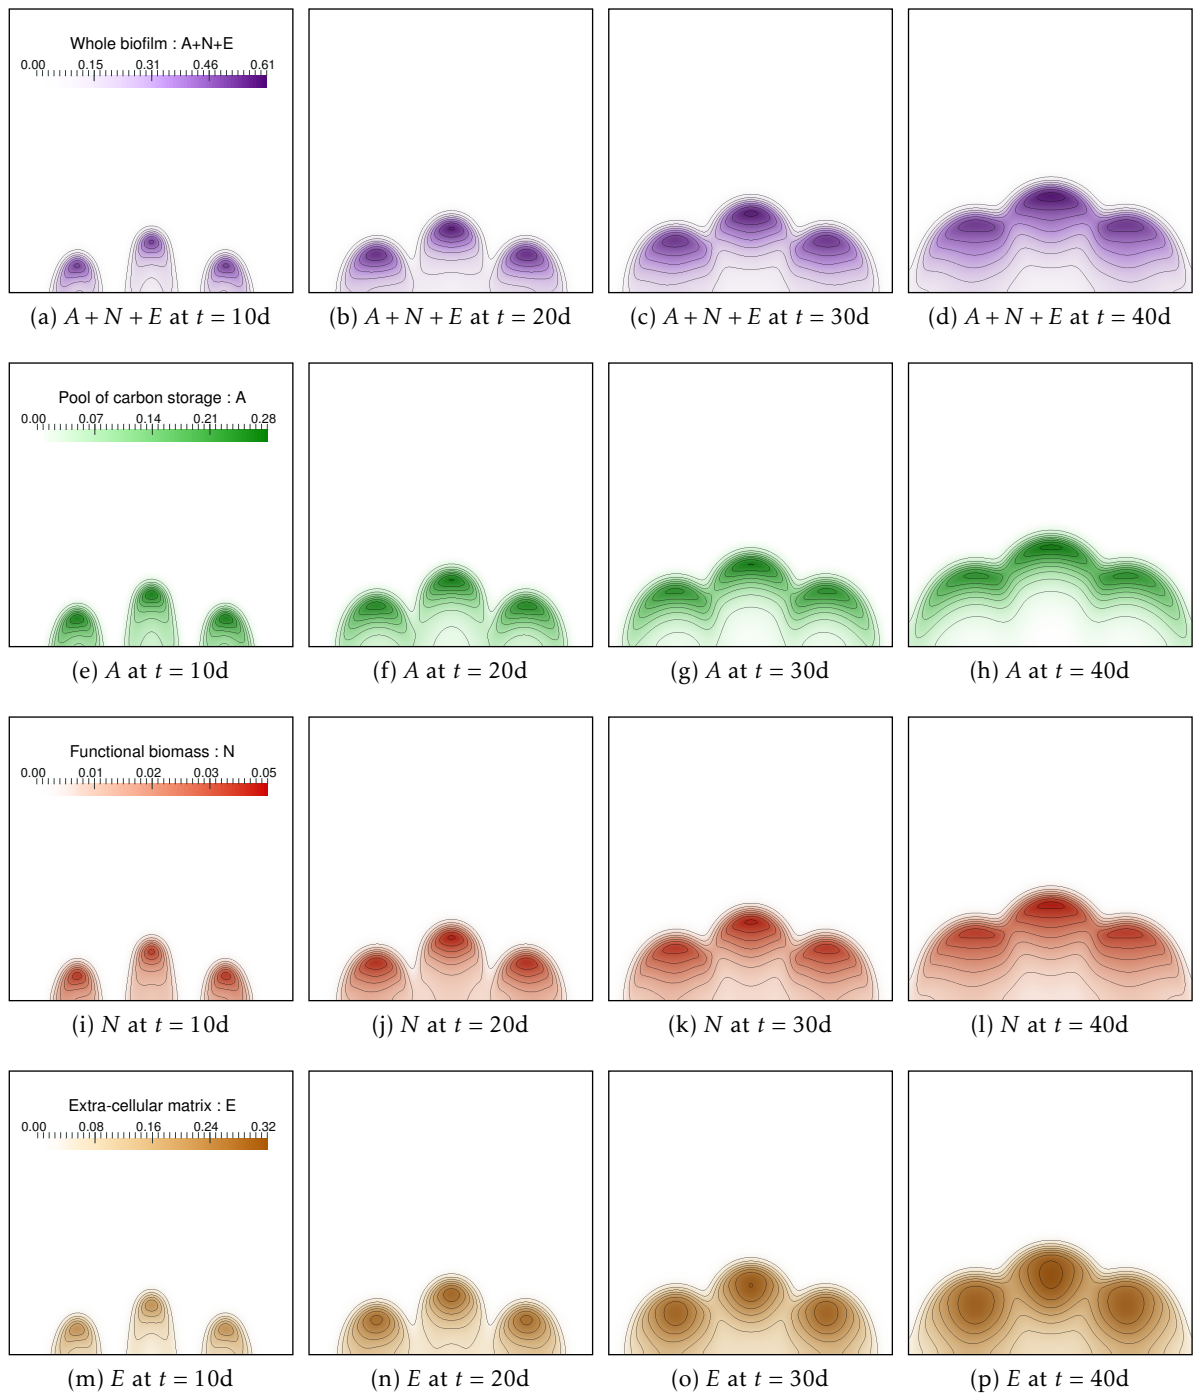 Whole biofilm : A+N+E
0.00 0.15 0.31 0.46 0.61
(a) A + N + E at t = 10d (b) A + N + E at t = 20d (c) A + N + E at t = 30d (d) A + N + E at t = 40d
Pool of carbon storage : A
0.00 0.07 0.14 0.21 0.28
(e) A at t = 10d (f) A at t = 20d (g) A at t = 30d (h) A at t = 40d
Functional biomass : N
0.00 0.01 0.02 0.03 0.05
(i) N at t = 10d (j) N at t = 20d (k) N at t = 30d (l) N at t = 40d
Extra-cellular matrix : E
0.00 0.08 0.16 0.24 0.32
(m) E at t = 10d (n) E at t = 20d (o) E at t = 30d (p) E at t = 40d